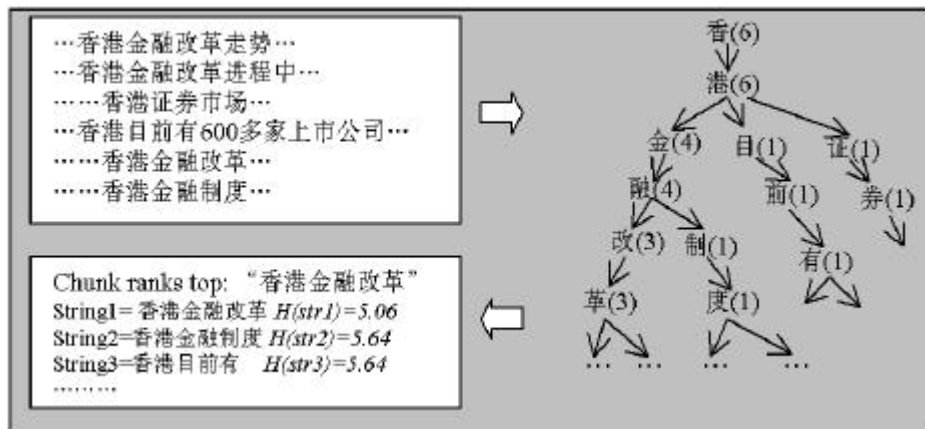 …香港金融改革走势…
…香港金融改革进程中…
……香港证券市场…
…香港目前有600多家上市公司…
……香港金融改革…
……香港金融制度…
香(6)
港(6)
金(4) 目(1) 证(1)
融(4) 前(1) 券(1)
改(3) 制(1) 有(1)
革(3) 度(1)
… … … …
Chunk ranks top: “香港金融改革”
String1= 香港金融改革 H(str1)=5.06
String2=香港金融制度 H(str2)=5.64
String3=香港目前有 H(str3)=5.64
………